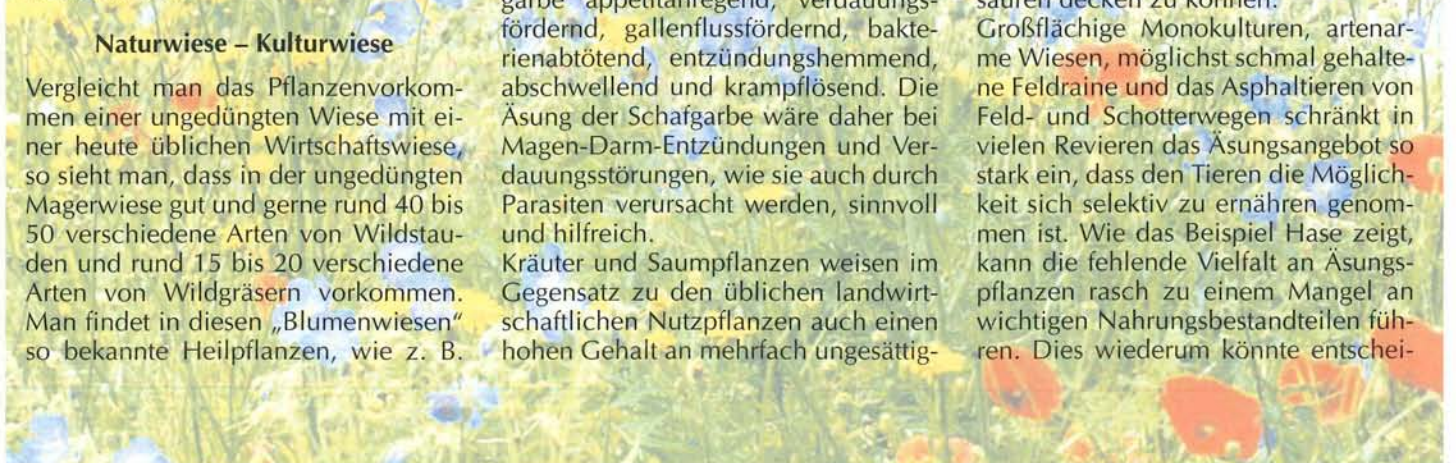 Naturwiese – Kulturwiese
Vergleicht man das Pflanzenvorkom-
men einer ungedüngten Wiese mit ei-
ner heute üblichen Wirtschaftswiese,
so sieht man, dass in der ungedüngten
Magerwiese gut und gerne rund 40 bis
50 verschiedene Arten von Wildstau-
den und rund 15 bis 20 verschiedene
Arten von Wildgräsern vorkommen.
Man findet in diesen „Blumenwiesen“
so bekannte Heilpflanzen, wie z. B.
garbe appetitanregend, verdauungs-
fördernd, gallenflussfördernd, bakte-
rienabtötend, entzündungshemmend,
abschwellend und krampflösend. Die
Äsung der Schafgarbe wäre daher bei
Magen-Darm-Entzündungen und Ver-
dauungsstörungen, wie sie auch durch
Parasiten verursacht werden, sinnvoll
und hilfreich.
Kräuter und Saumpflanzen weisen im
Gegensatz zu den üblichen landwirt-
schaftlichen Nutzpflanzen auch einen
hohen Gehalt an mehrfach ungesättig-
säuren decken zu können.
Großflächige Monokulturen, artenar-
me Wiesen, möglichst schmal gehalte-
ne Feldraine und das Asphaltieren von
Feld- und Schotterwegen schränkt in
vielen Revieren das Äsungsangebot so
stark ein, dass den Tieren die Möglich-
keit sich selektiv zu ernähren genom-
men ist. Wie das Beispiel Hase zeigt,
kann die fehlende Vielfalt an Äsungs-
pflanzen rasch zu einem Mangel an
wichtigen Nahrungsbestandteilen füh-
ren. Dies wiederum könnte entschei-